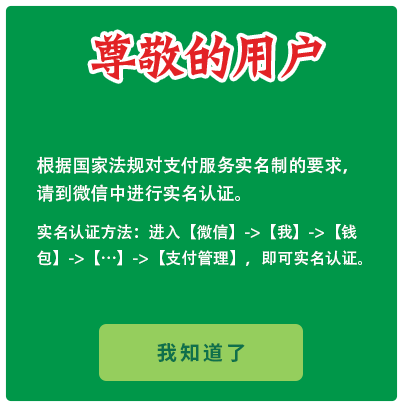 尊敬的用户
根据国家法规对支付服务实名制的要求,
请到微信中进行实名认证。
实名认证方法：进入【微信】->【我】->【钱
包】->【…】->【支付管理】，即可实名认证。
我知道了